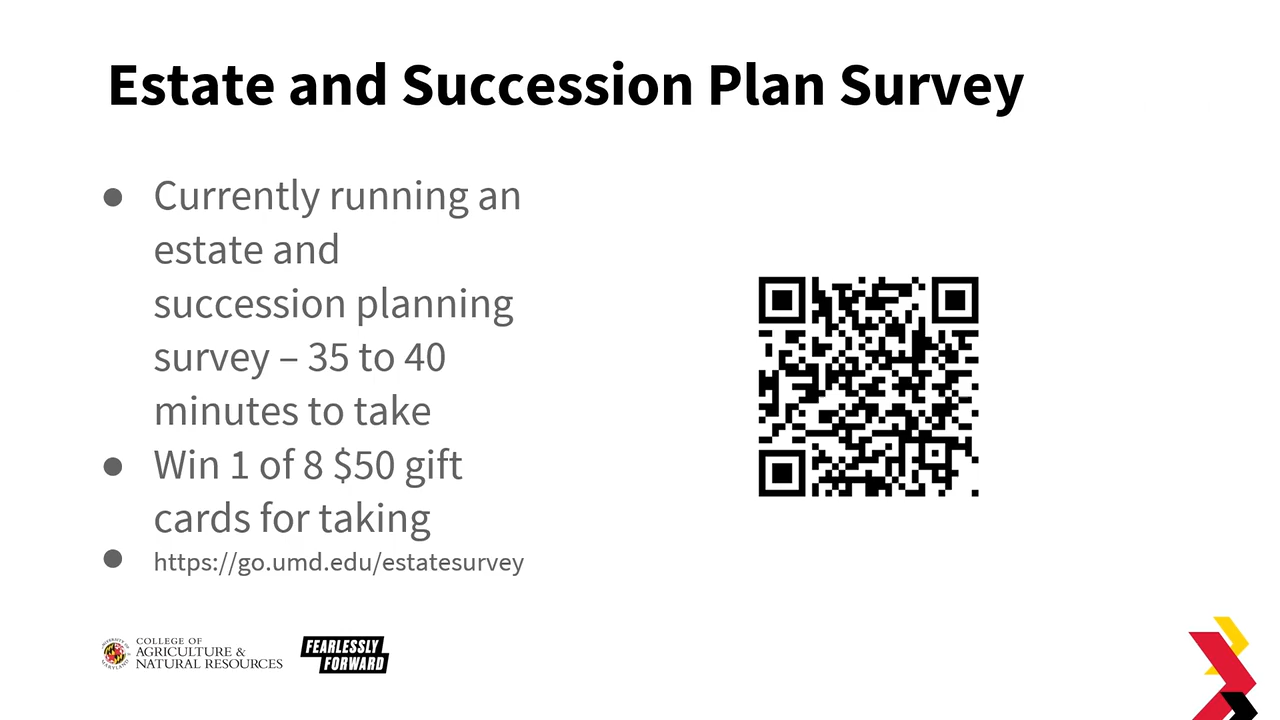 Estate and Succession Plan Survey
● Currently running an
estate and
succession planning
survey – 35 to 40
minutes to take
● Win 1 of 8 $50 gift
cards for taking
● https://go.umd.edu/estatesurvey
COLLEGE OF
AGRICULTURE &
NATURAL RESOURCES
FEARLESSLY
FORWARD